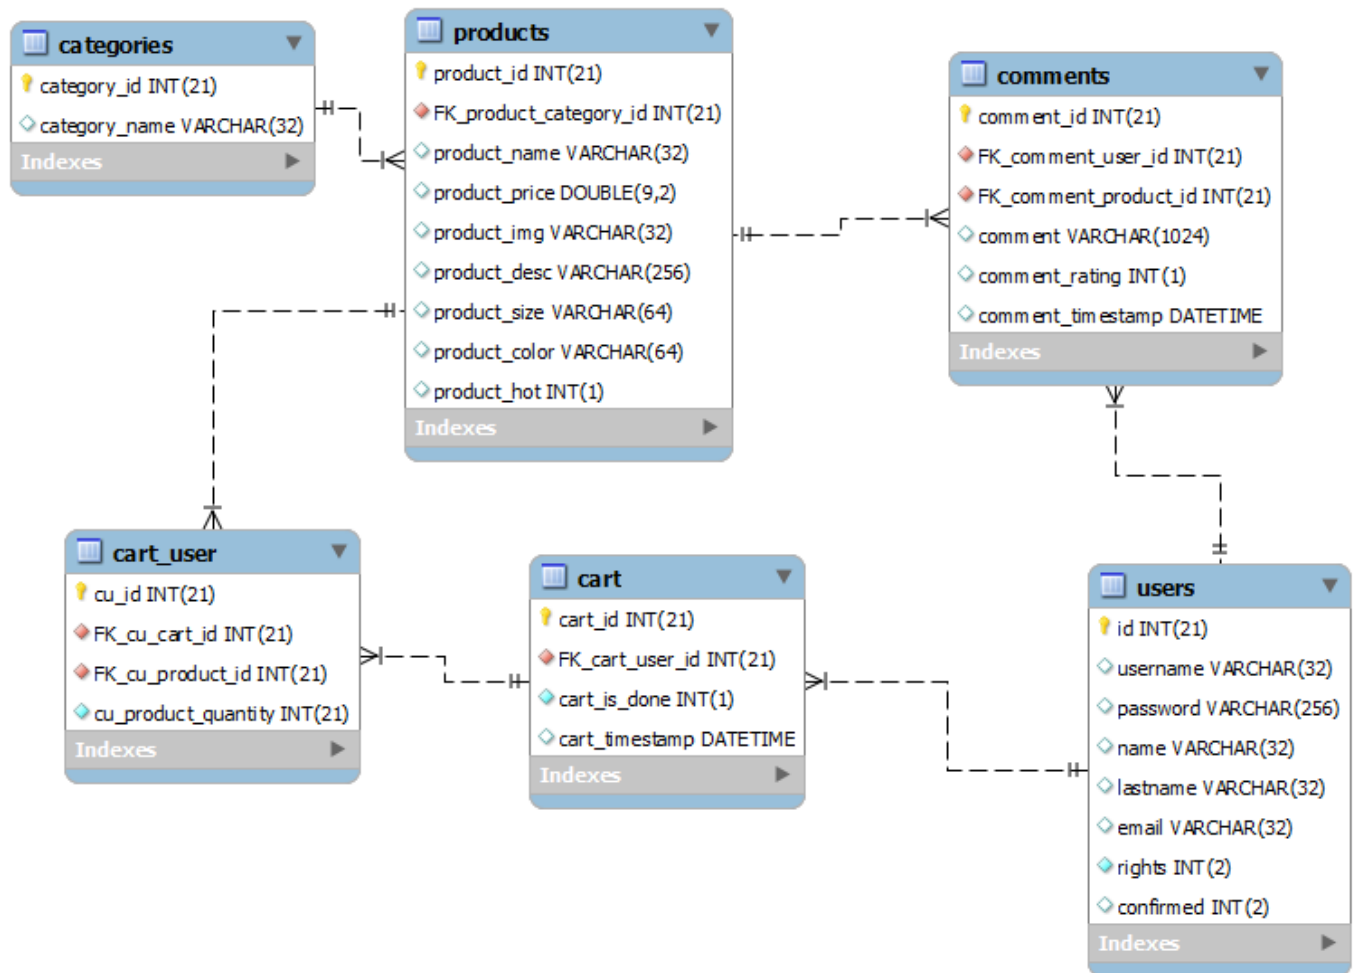 categories
category_id INT(21)
category_name VARCHAR(32)
Indexes
products
product_id INT(21)
FK_product_category_id INT(21)
product_name VARCHAR(32)
product_price DOUBLE(9,2)
product_img VARCHAR(32)
product_desc VARCHAR(256)
product_size VARCHAR(64)
product_color VARCHAR(64)
product_hot INT(1)
Indexes
comments
comment_id INT(21)
FK_comment_user_id INT(21)
FK_comment_product_id INT(21)
comment VARCHAR(1024)
comment_rating INT(1)
comment_timestamp DATETIME
Indexes
cart_user
cu_id INT(21)
FK_cu_cart_id INT(21)
FK_cu_product_id INT(21)
cu_product_quantity INT(21)
Indexes
cart
cart_id INT(21)
FK_cart_user_id INT(21)
cart_is_done INT(1)
cart_timestamp DATETIME
Indexes
users
id INT(21)
username VARCHAR(32)
password VARCHAR(256)
name VARCHAR(32)
lastname VARCHAR(32)
email VARCHAR(32)
rights INT(2)
confirmed INT(2)
Indexes